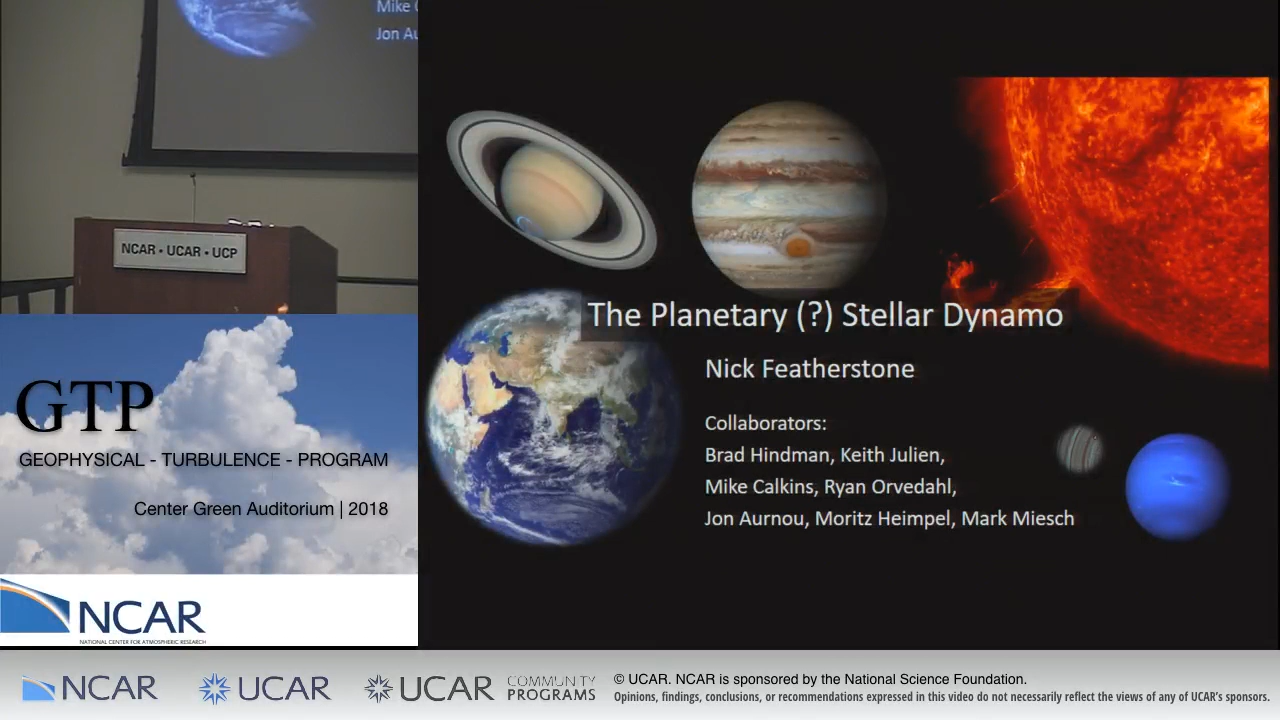 Mike
Jon Au
NCAR • UCAR • UCP
GTP
GEOPHYSICAL - TURBULENCE - PROGRAM
Center Green Auditorium | 2018
NCAR
NATIONAL CENTER FOR ATMOSPHERIC RESEARCH
The Planetary (?) Stellar Dynamo
Nick Featherstone
Collaborators:
Brad Hindman, Keith Julien,
Mike Calkins, Ryan Orvedahl,
Jon Aurnou, Moritz Heimpel, Mark Miesch
NCAR
UCAR
UCAR
COMMUNITY
PROGRAMS
© UCAR. NCAR is sponsored by the National Science Foundation.
Opinions, findings, conclusions, or recommendations expressed in this video do not necessarily reflect the views of any of UCAR's sponsors.